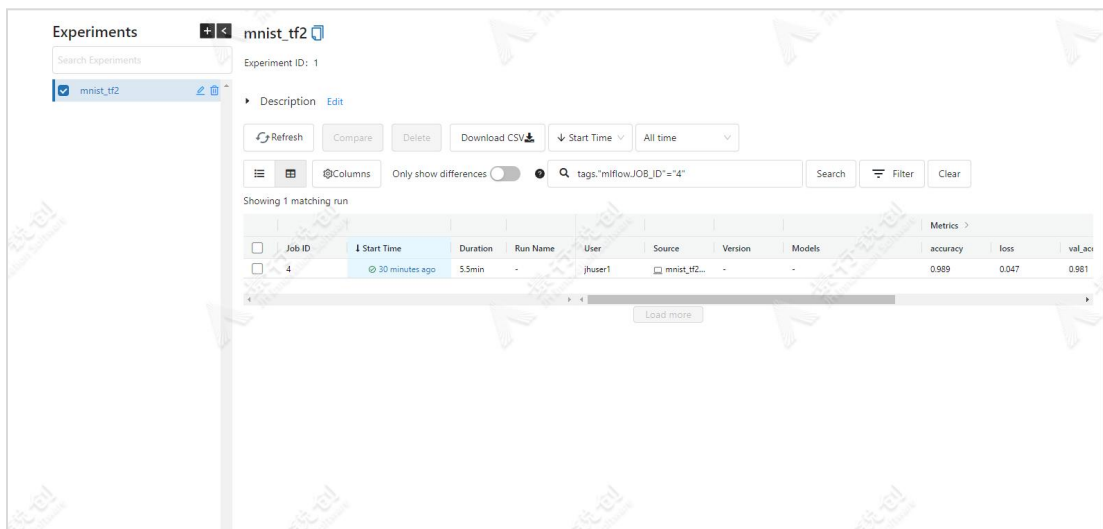 Experiments
Search Experiments
mnist_tf2
mnist_tf2
Experiment ID: 1
Description Edit
Refresh Compare Delete Download CSV Start Time All time
Columns Only show differences tags."mlflow.JOB_ID"="4" Search Filter Clear
Showing 1 matching run
Metrics
Job ID Start Time Duration Run Name User Source Version Models accuracy loss val_acc
4 30 minutes ago 5.5min - jhuser1 mnist_tf2... - - 0.989 0.047 0.981
Load more